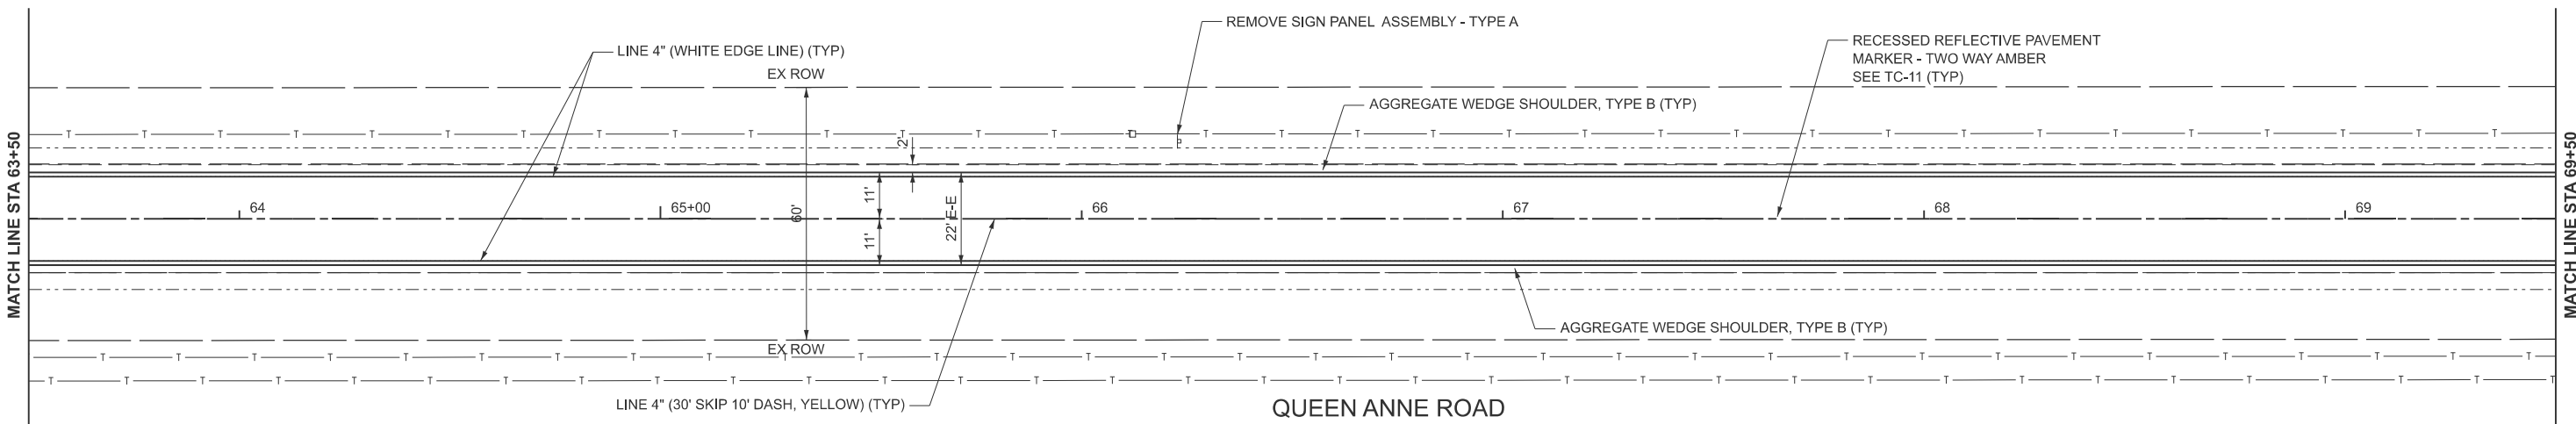 REMOVE SIGN PANEL ASSEMBLY - TYPE A
LINE 4" (WHITE EDGE LINE) (TYP)
EX ROW
RECESSED REFLECTIVE PAVEMENT
MARKER - TWO WAY AMBER
SEE TC-11 (TYP)
AGGREGATE WEDGE SHOULDER, TYPE B (TYP)
T T T T T T T T T T T T T T T T T T T T T T T T T T T T T T T T
MATCH LINE STA 63+50
2'
11'
60'
22' E-E
11'
64
65+00
66
67
68
69
MATCH LINE STA 69+50
AGGREGATE WEDGE SHOULDER, TYPE B (TYP)
EX ROW
T T T T T T T T T T T T T T T T T T T T T T T T T T T T T T T T
T T T T T T T T T T T T T T T T T T T T T T T T T T T T T T T T T T
LINE 4" (30' SKIP 10' DASH, YELLOW) (TYP)
QUEEN ANNE ROAD